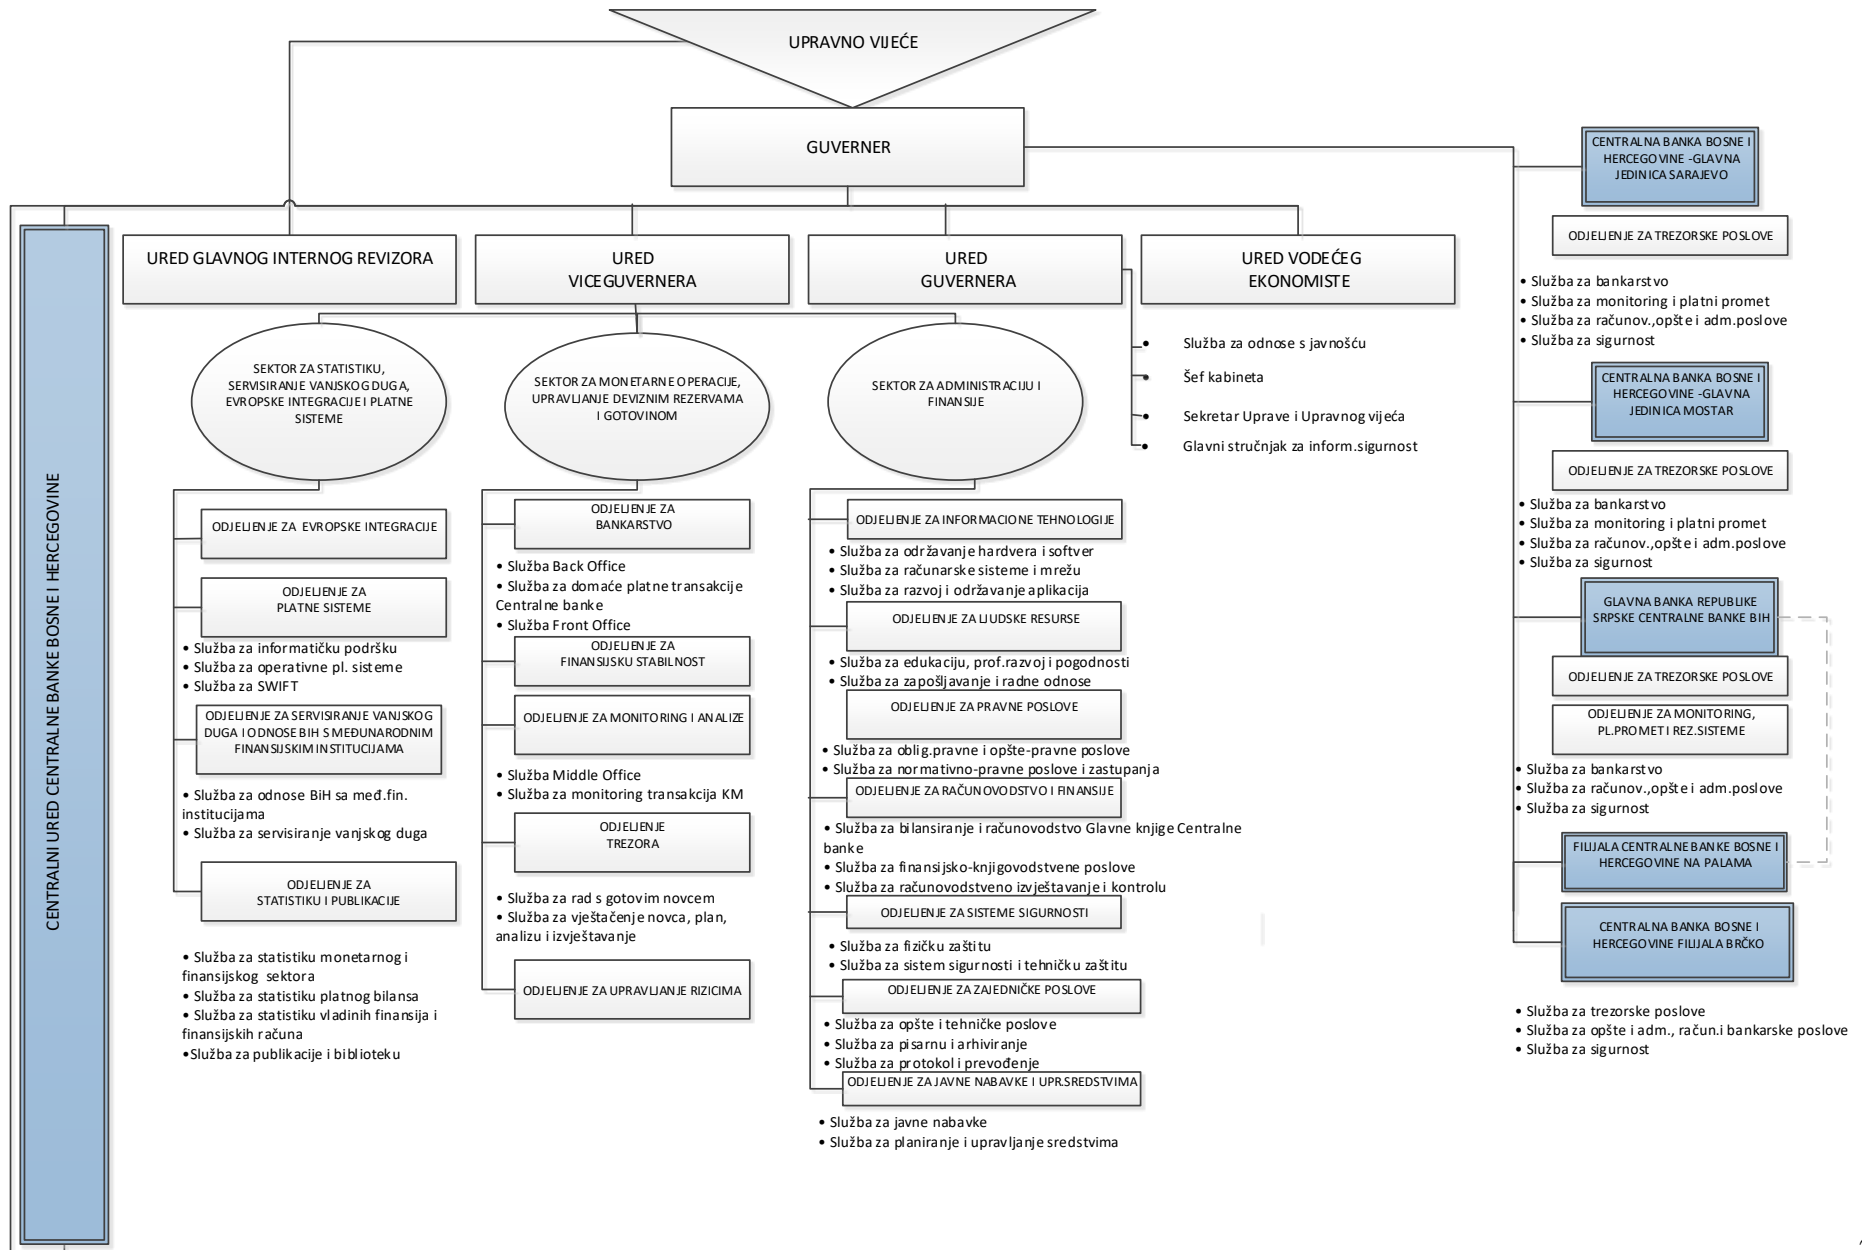 UPRAVNO VIJEĆE
GUVERNER
CENTRALNI URED CENTRALNE BANKE BOSNE I HERCEGOVINE
URED GLAVNOG INTERNOG REVIZORA
URED
VICEGUVERNERA
URED
GUVERNERA
URED VODEĆEG
EKONOMISTE
• Služba za odnose s javnošću
• Šef kabineta
• Sekretar Uprave i Upravnog vijeća
• Glavni stručnjak za inform.sigurnost
SEKTOR ZA STATISTIKU,
SERVISIRANJE VANJSKOG DUGA,
EVROPSKE INTEGRACIJE I PLATNE
SISTEME
ODJELJENJE ZA EVROPSKE INTEGRACIJE
ODJELJENJE ZA
PLATNE SISTEME
• Služba za informatičku podršku
• Služba za operativne pl. sisteme
• Služba za SWIFT
ODJELJENJE ZA SERVISIRANJE VANJSKOG
DUGA I ODNOSE BIH S MEĐUNARODNIM
FINANSIJSKIM INSTITUCIJAMA
• Služba za odnose BiH sa međ.fin.
institucijama
• Služba za servisiranje vanjskog duga
ODJELJENJE ZA
STATISTIKU I PUBLIKACIJE
• Služba za statistiku monetarnog i
finansijskog sektora
• Služba za statistiku platnog bilansa
• Služba za statistiku vladinih finansija i
finansijskih računa
•Služba za publikacije i biblioteku
SEKTOR ZA MONETARNE OPERACIJE,
UPRAVLJANJE DEVIZNIM REZERVAMA
I GOTOVINOM
ODJELJENJE ZA
BANKARSTVO
• Služba Back Office
• Služba za domaće platne transakcije
Centralne banke
• Služba Front Office
ODJELJENJE ZA
FINANSIJSKU STABILNOST
ODJELJENJE ZA MONITORING I ANALIZE
• Služba Middle Office
• Služba za monitoring transakcija KM
ODJELJENJE
TREZORA
• Služba za rad s gotovim novcem
• Služba za vještačenje novca, plan,
analizu i izvještavanje
ODJELJENJE ZA UPRAVLJANJE RIZICIMA
SEKTOR ZA ADMINISTRACIJU I
FINANSIJE
ODJELJENJE ZA INFORMACIONE TEHNOLOGIJE
• Služba za održavanje hardvera i softver
• Služba za računarske sisteme i mrežu
• Služba za razvoj i održavanje aplikacija
ODJELJENJE ZA LJUDSKE RESURSE
• Služba za edukaciju, prof.razvoj i pogodnosti
• Služba za zapošljavanje i radne odnose
ODJELJENJE ZA PRAVNE POSLOVE
• Služba za oblig.pravne i opšte-pravne poslove
• Služba za normativno-pravne poslove i zastupanja
ODJELJENJE ZA RAČUNOVODSTVO I FINANSIJE
• Služba za bilansiranje i računovodstvo Glavne knjige Centralne
banke
• Služba za finansijsko-knjigovodstvene poslove
• Služba za računovodstveno izvještavanje i kontrolu
ODJELJENJE ZA SISTEME SIGURNOSTI
• Služba za fizičku zaštitu
• Služba za sistem sigurnosti i tehničku zaštitu
ODJELJENJE ZA ZAJEDNIČKE POSLOVE
• Služba za opšte i tehničke poslove
• Služba za pisarnu i arhiviranje
• Služba za protokol i prevođenje
ODJELJENJE ZA JAVNE NABAVKE I UPR.SREDSTVIMA
• Služba za javne nabavke
• Služba za planiranje i upravljanje sredstvima
CENTRALNA BANKA BOSNE I
HERCEGOVINE -GLAVNA
JEDINICA SARAJEVO
ODJELJENJE ZA TREZORSKE POSLOVE
• Služba za bankarstvo
• Služba za monitoring i platni promet
• Služba za računov.,opšte i adm.poslove
• Služba za sigurnost
CENTRALNA BANKA BOSNE I
HERCEGOVINE -GLAVNA
JEDINICA MOSTAR
ODJELJENJE ZA TREZORSKE POSLOVE
• Služba za bankarstvo
• Služba za monitoring i platni promet
• Služba za računov.,opšte i adm.poslove
• Služba za sigurnost
GLAVNA BANKA REPUBLIKE
SRPSKE CENTRALNE BANKE BIH
ODJELJENJE ZA TREZORSKE POSLOVE
ODJELJENJE ZA MONITORING,
PL.PROMET I REZ.SISTEME
• Služba za bankarstvo
• Služba za računov.,opšte i adm.poslove
• Služba za sigurnost
FILIJALA CENTRALNE BANKE BOSNE I
HERCEGOVINE NA PALAMA
CENTRALNA BANKA BOSNE I
HERCEGOVINE FILIJALA BRČKO
• Služba za trezorske poslove
• Služba za opšte i adm., račun.i bankarske poslove
• Služba za sigurnost